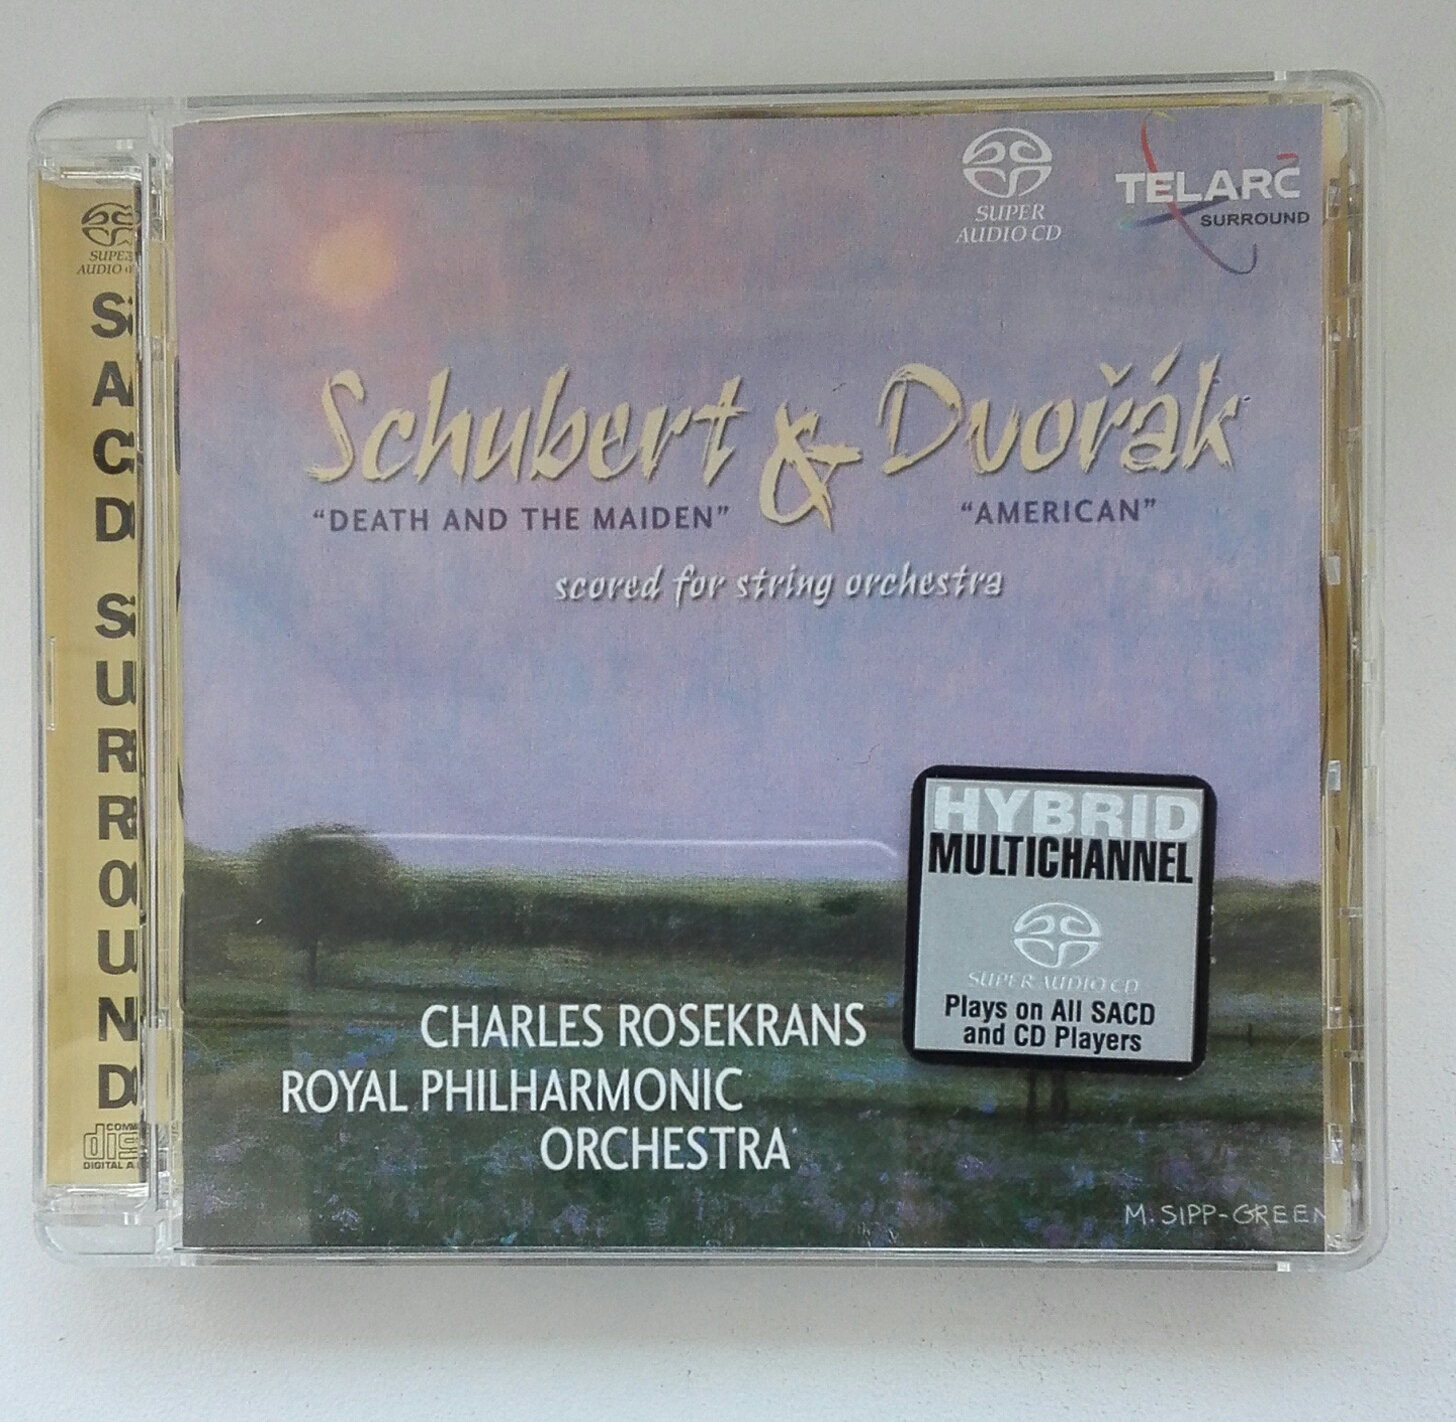 SUPER
AUDIO CD
TELARC
SURROUND
Schubert & Dvořák
“DEATH AND THE MAIDEN”
“AMERICAN”
scored for string orchestra
HYBRID
MULTICHANNEL
SUPER AUDIO CD
Plays on All SACD
and CD Players
CHARLES ROSEKRANS
ROYAL PHILHARMONIC
ORCHESTRA
M. SIPP-GREEN
SACD SURROUND
DIGITAL